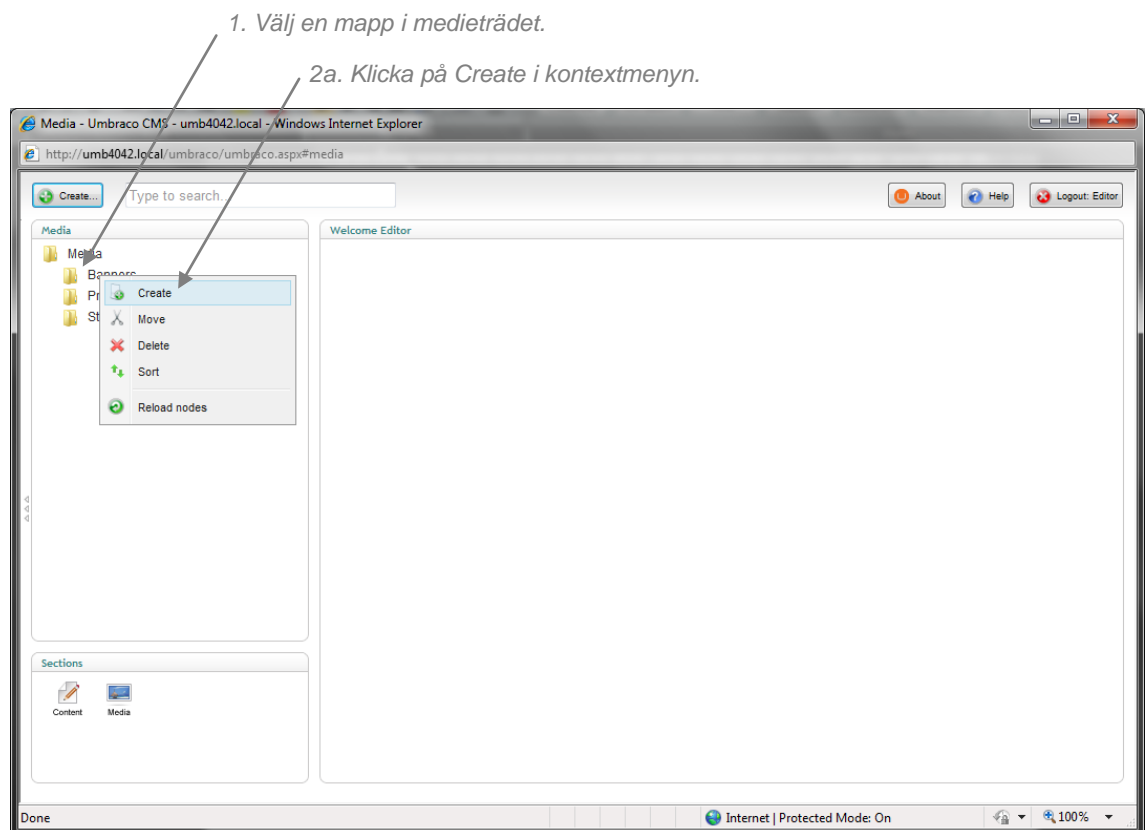 1. Välj en mapp i medieträdet.
2a. Klicka på Create i kontextmenyn.
Media - Umbraco CMS - umb4042.local - Windows Internet Explorer
http://umb4042.local/umbraco/umbraco.aspx#media
Create... Type to search... About Help Logout: Editor
Media Welcome Editor
Media
Banners
Pr Create
St Move
Delete
Sort
Reload nodes
Sections
Content Media
Done Internet | Protected Mode: On 100%